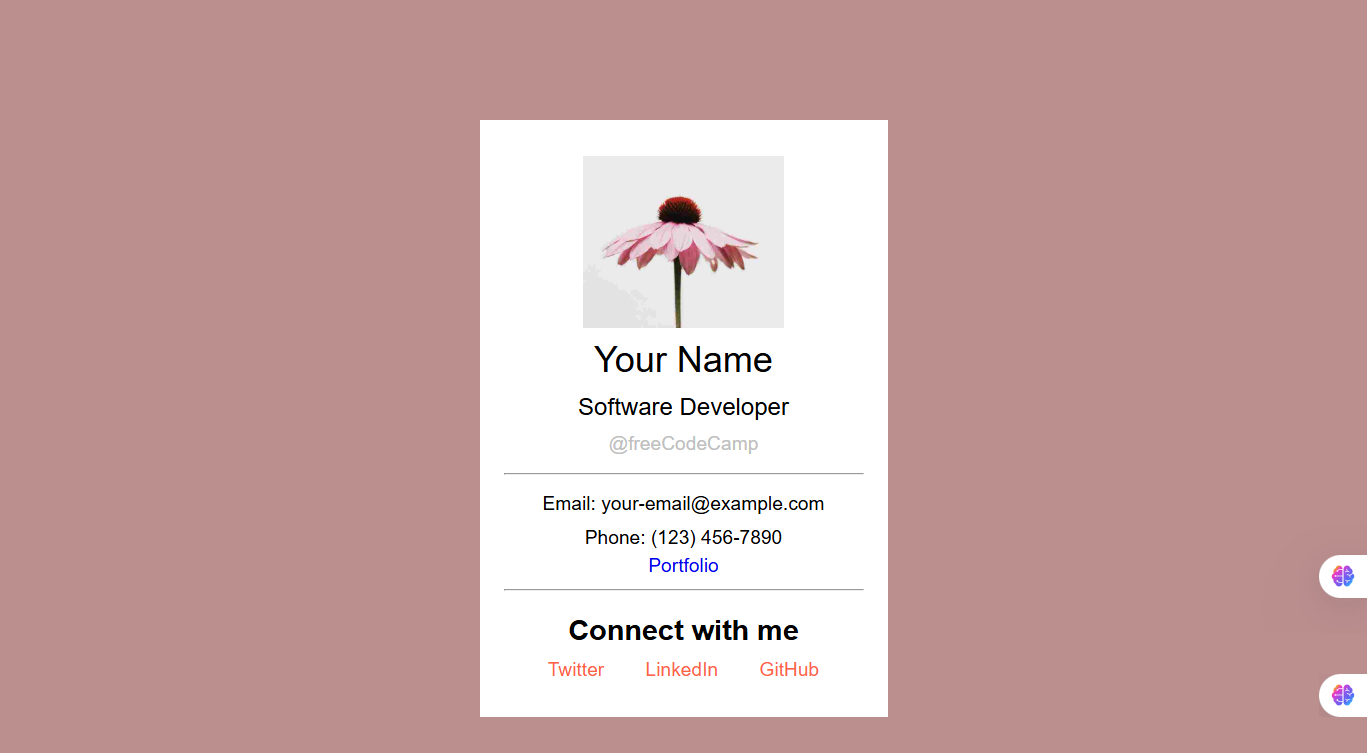 Your Name
Software Developer
@freeCodeCamp
Email: your-email@example.com
Phone: (123) 456-7890
Portfolio
Connect with me
Twitter LinkedIn GitHub